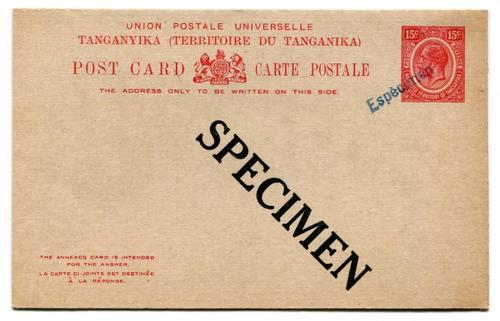 UNION POSTALE UNIVERSELLE
TANGANYIKA (TERRITOIRE DU TANGANIKA)
POST CARD CARTE POSTALE
THE ADDRESS ONLY TO BE WRITTEN ON THIS SIDE.
15c 15c
Espécimen
SPECIMEN
THE ANNEXED CARD IS INTENDED
FOR THE ANSWER.
LA CARTE CI-JOINTE EST DESTINÉE
À LA RÉPONSE.